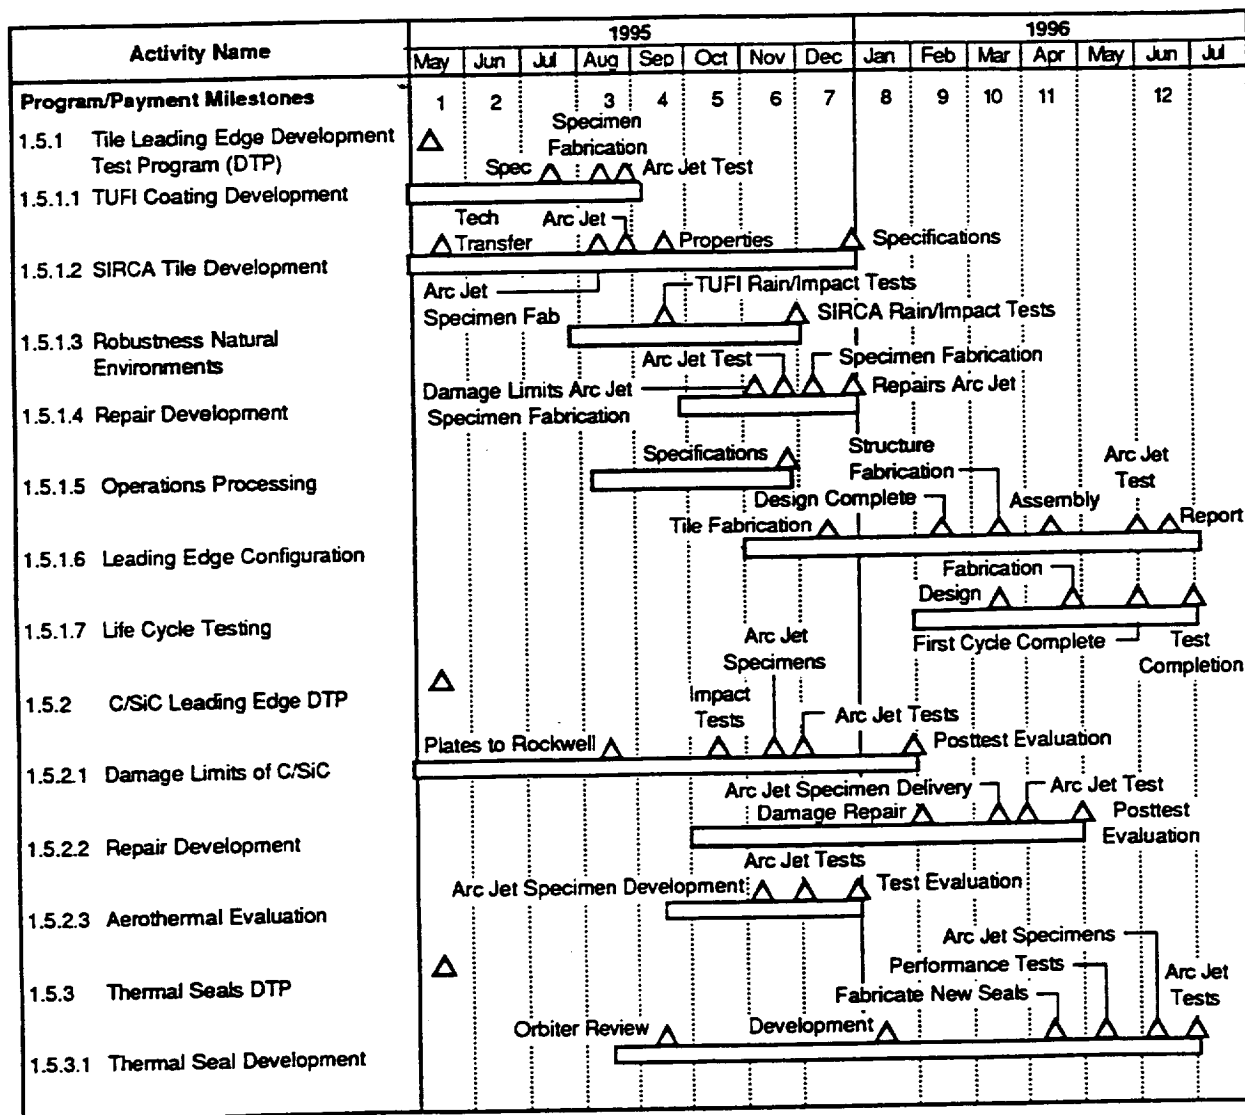 1995 1996
Activity Name
May Jun Jul Aug Sep Oct Nov Dec Jan Feb Mar Apr May Jun Jul
Program/Payment Milestones 1 2 3 4 5 6 7 8 9 10 11 12
1.5.1 Tile Leading Edge Development
Test Program (DTP)
Specimen
Fabrication
Spec Arc Jet Test
1.5.1.1 TUFI Coating Development
Tech
Transfer
Arc Jet
Properties
Specifications
1.5.1.2 SIRCA Tile Development
Arc Jet
Specimen Fab
TUFI Rain/Impact Tests
SIRCA Rain/Impact Tests
1.5.1.3 Robustness Natural
Environments
Arc Jet Test
Specimen Fabrication
Damage Limits Arc Jet
Specimen Fabrication
Repairs Arc Jet
1.5.1.4 Repair Development
Specifications
1.5.1.5 Operations Processing
Structure
Fabrication
Arc Jet
Test
Design Complete
Assembly
Tile Fabrication
Report
1.5.1.6 Leading Edge Configuration
Fabrication
Design
1.5.1.7 Life Cycle Testing
First Cycle Complete
Test
Completion
Arc Jet
Specimens
1.5.2 C/SiC Leading Edge DTP
Impact
Tests
Arc Jet Tests
Plates to Rockwell
Posttest Evaluation
1.5.2.1 Damage Limits of C/SiC
Arc Jet Specimen Delivery
Arc Jet Test
Damage Repair
Posttest
Evaluation
1.5.2.2 Repair Development
Arc Jet Tests
Arc Jet Specimen Development
Test Evaluation
1.5.2.3 Aerothermal Evaluation
Arc Jet Specimens
Performance Tests
Arc Jet
Tests
1.5.3 Thermal Seals DTP
Fabricate New Seals
Orbiter Review
Development
1.5.3.1 Thermal Seal Development